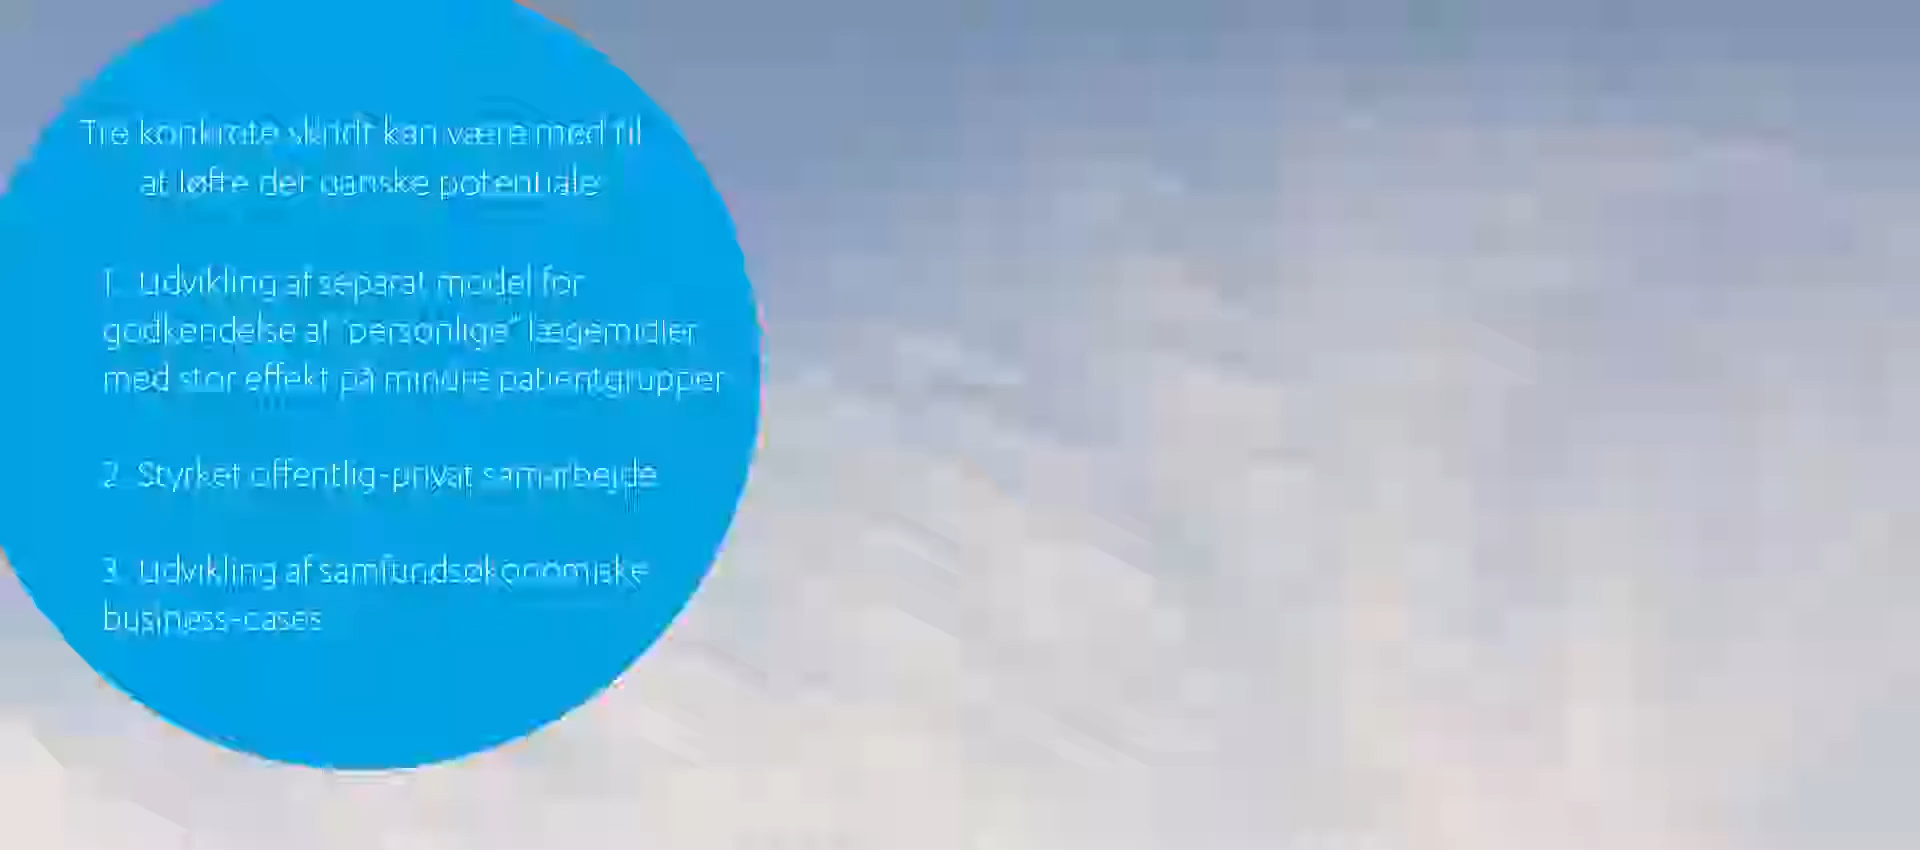 Tre konkrete skridt kan være med til
at løfte det danske potentiale
1. Udvikling af separat model for
godkendelse af "personlige" lægemidler
med stor effekt på mindre patientgrupper
2. Styrket offentlig-privat samarbejde
3. Udvikling af samfundsøkonomiske
business-cases